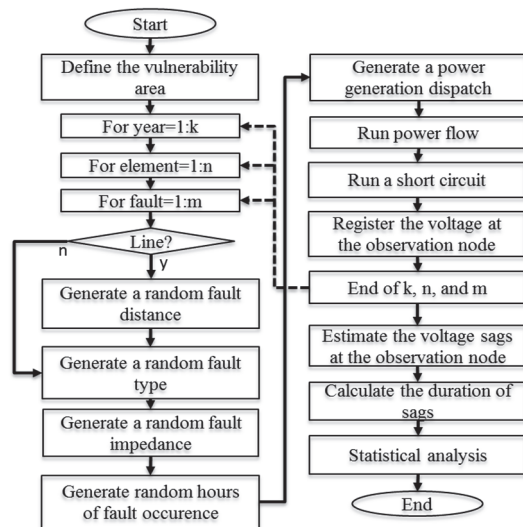 Start
Define the vulnerability
area
For year=1:k
For element=1:n
For fault=1:m
Line?
n
y
Generate a random fault
distance
Generate a random fault
type
Generate a random fault
impedance
Generate random hours
of fault occurence
Generate a power
generation dispatch
Run power flow
Run a short circuit
Register the voltage at
the observation node
End of k, n, and m
Estimate the voltage sags
at the observation node
Calculate the duration of
sags
Statistical analysis
End